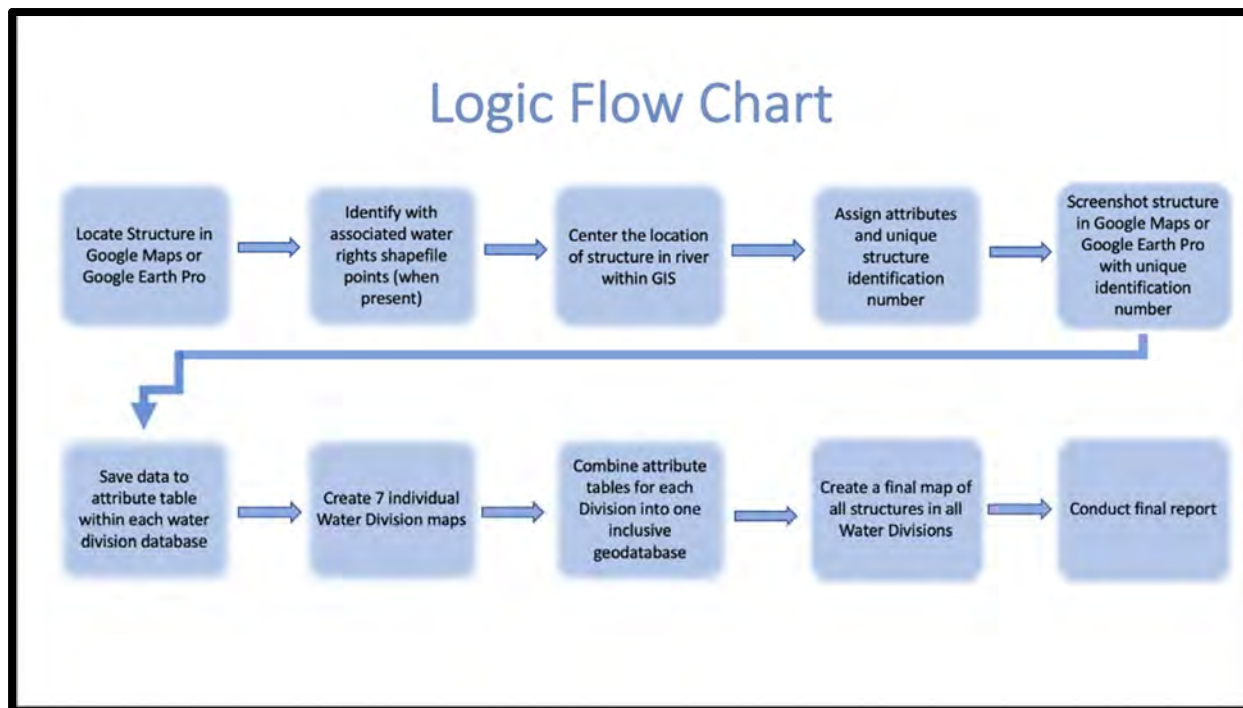 Logic Flow Chart
Locate Structure in
Google Maps or
Google Earth Pro
Identify with
associated water
rights shapefile
points (when
present)
Center the location
of structure in river
within GIS
Assign attributes
and unique
structure
identification
number
Screenshot structure
in Google Maps or
Google Earth Pro
with unique
identification
number
Save data to
attribute table
within each water
division database
Create 7 individual
Water Division maps
Combine attribute
tables for each
Division into one
inclusive
geodatabase
Create a final map of
all structures in all
Water Divisions
Conduct final report